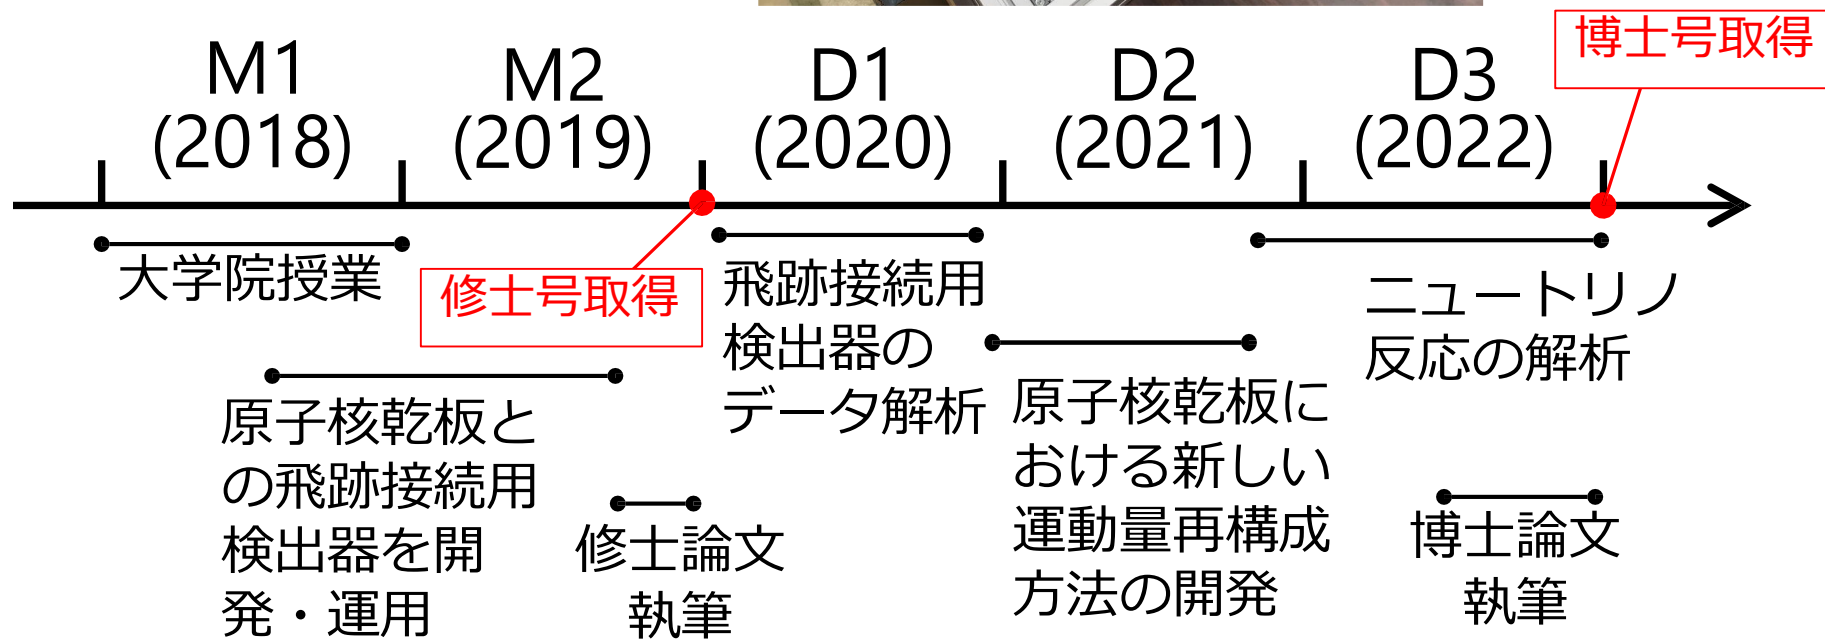 博士号取得
M1
(2018)
M2
(2019)
D1
(2020)
D2
(2021)
D3
(2022)
大学院授業
修士号取得
飛跡接続用
検出器の
データ解析
ニュートリノ
反応の解析
原子核乾板と
の飛跡接続用
検出器を開
発・運用
原子核乾板に
おける新しい
運動量再構成
方法の開発
修士論文
執筆
博士論文
執筆